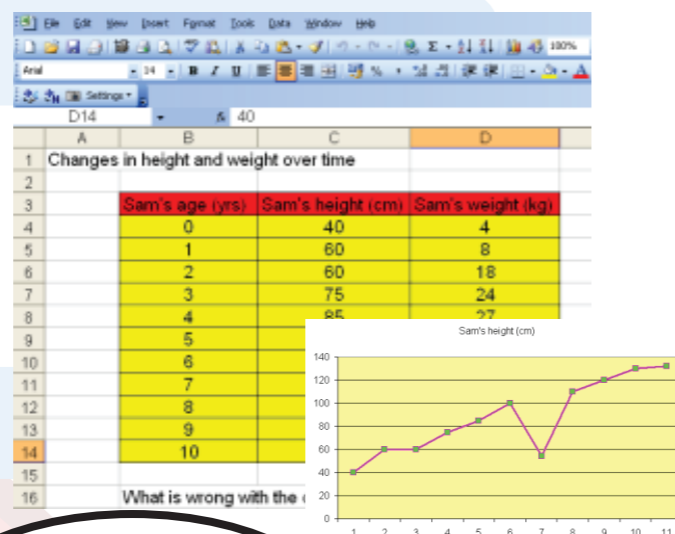 File Edit View Insert Format Tools Data Window Help
100%
Arial 14 B I U %
Settings
D14 fx 40
A B C D
1 Changes in height and weight over time
2
3 Sam's age (yrs) Sam's height (cm) Sam's weight (kg)
4 0 40 4
5 1 60 8
6 2 60 18
7 3 75 24
8 4 85 27
9 5
10 6
11 7
12 8
13 9
14 10
15
16 What is wrong with the
Sam's height (cm)
140
120
100
80
60
40
20
0
1 2 3 4 5 6 7 8 9 10 11